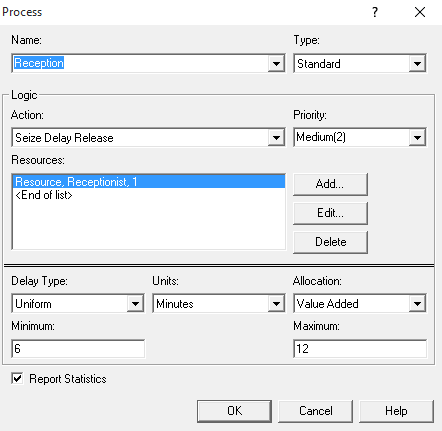 Process
?
Name:
Type:
Reception
Standard
Logic
Action:
Priority:
Seize Delay Release
Medium(2)
Resources:
Resource, Receptionist, 1
<End of list>
Add...
Edit...
Delete
Delay Type:
Units:
Allocation:
Uniform
Minutes
Value Added
Minimum:
Maximum:
6
12
Report Statistics
OK
Cancel
Help